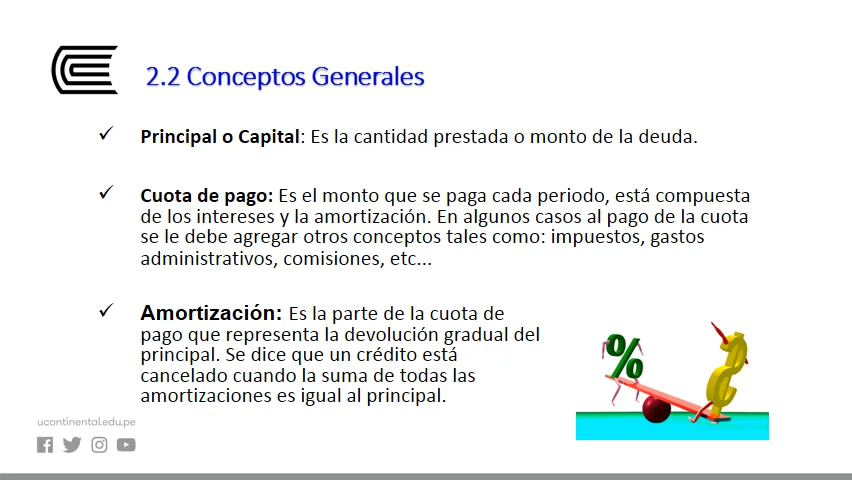 2.2 Conceptos Generales
✓ Principal o Capital: Es la cantidad prestada o monto de la deuda.
✓ Cuota de pago: Es el monto que se paga cada periodo, está compuesta
de los intereses y la amortización. En algunos casos al pago de la cuota
se le debe agregar otros conceptos tales como: impuestos, gastos
administrativos, comisiones, etc...
✓ Amortización: Es la parte de la cuota de
pago que representa la devolución gradual del
principal. Se dice que un crédito está
cancelado cuando la suma de todas las
amortizaciones es igual al principal.
%
$
ucontinental.edu.pe